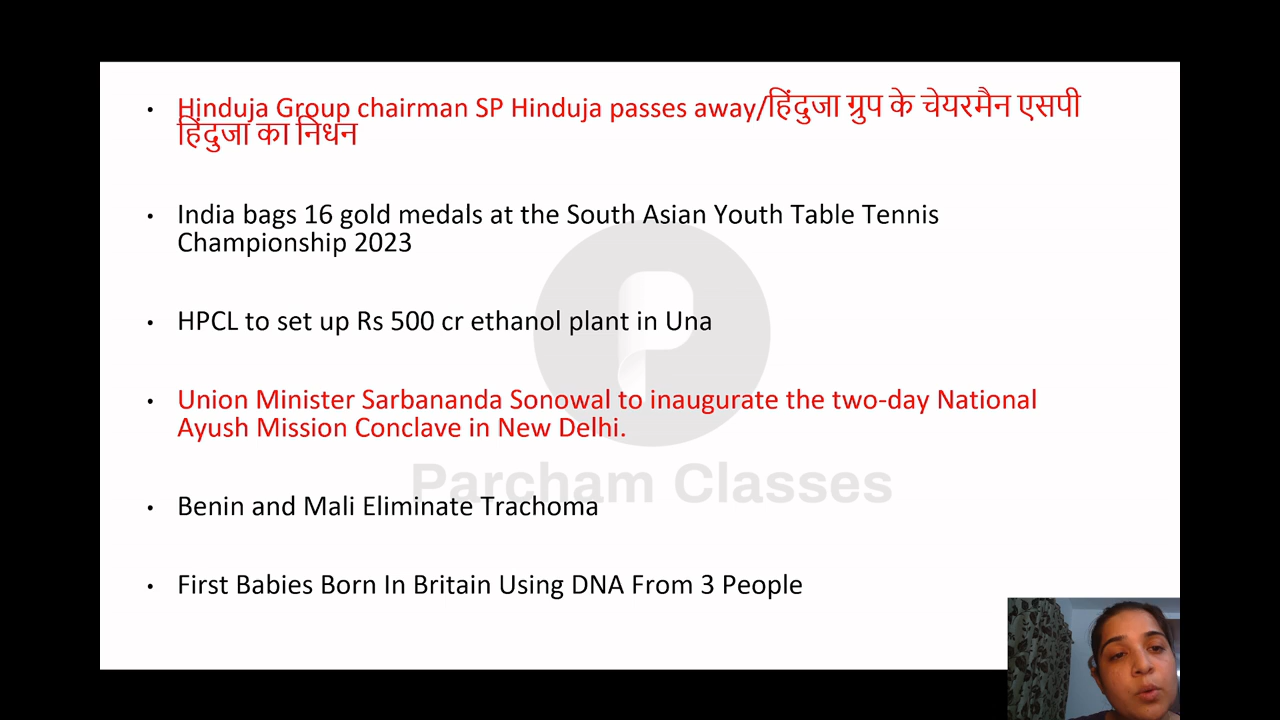 • Hinduja Group chairman SP Hinduja passes away/हिंदुजा ग्रुप के चेयरमैन एसपी
हिंदुजा का निधन
• India bags 16 gold medals at the South Asian Youth Table Tennis
Championship 2023
• HPCL to set up Rs 500 cr ethanol plant in Una
• Union Minister Sarbananda Sonowal to inaugurate the two-day National
Ayush Mission Conclave in New Delhi.
Parcham Classes
• Benin and Mali Eliminate Trachoma
• First Babies Born In Britain Using DNA From 3 People